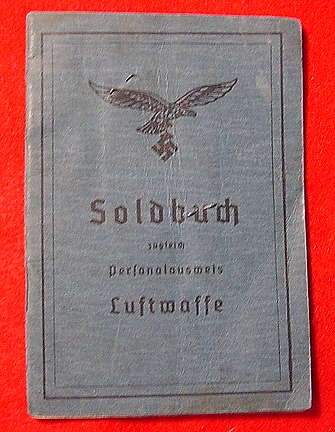 Soldbuch
zugleich
Personalausweis
Luftwaffe